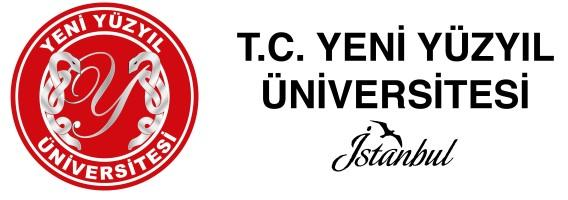 YENİ YÜZYIL
Y
ÜNİVERSİTESİ
T.C. YENİ YÜZYIL
ÜNİVERSİTESİ
İstanbul